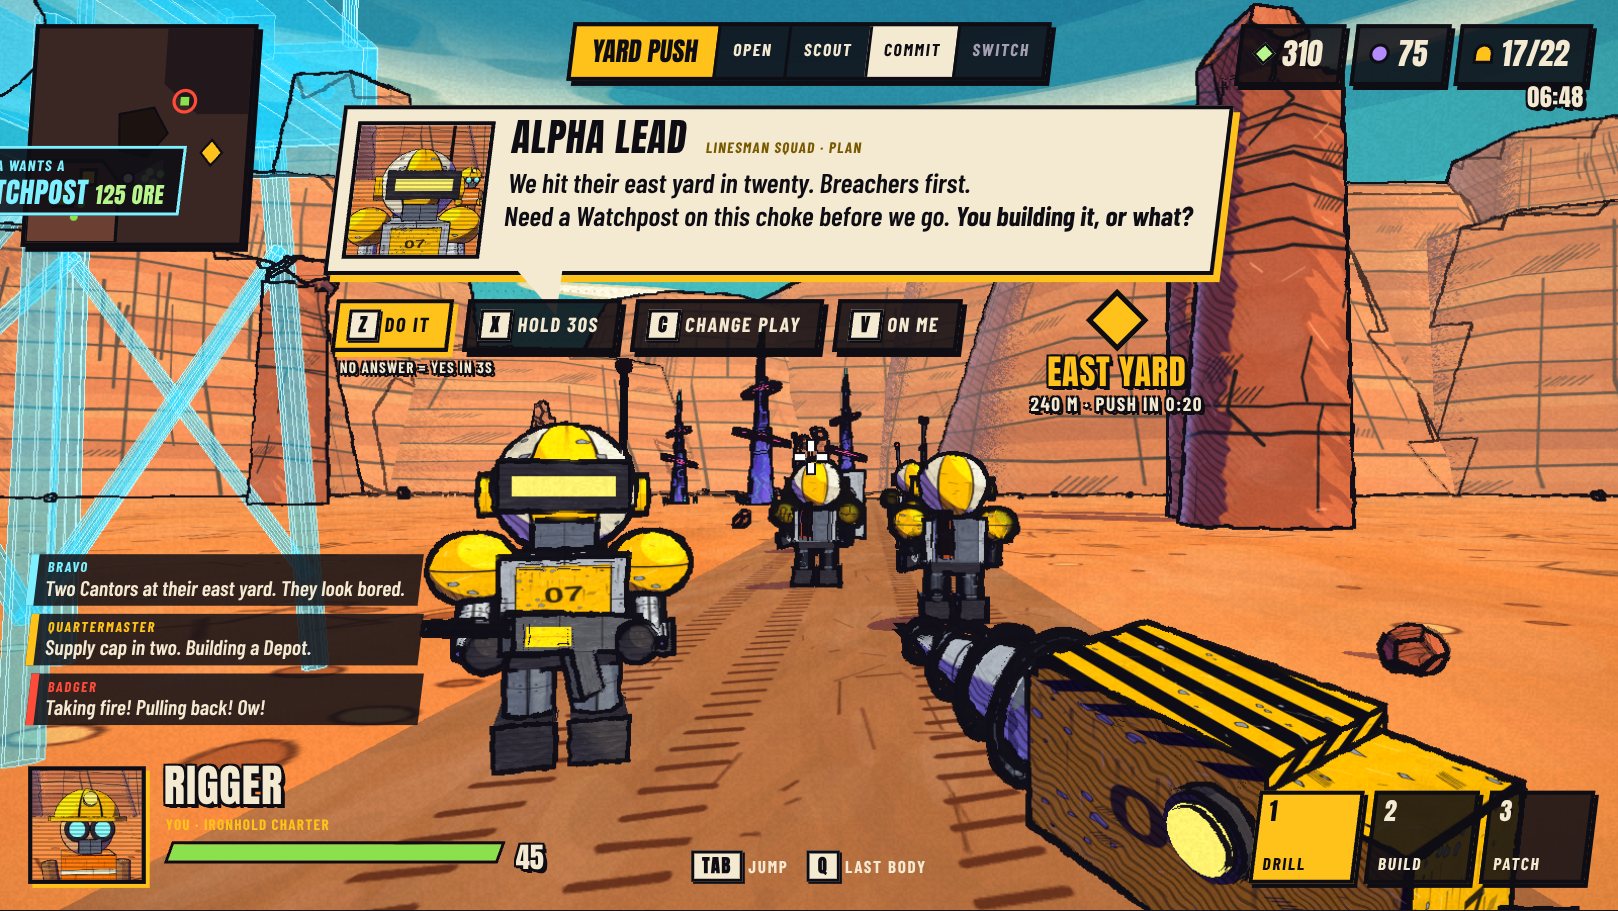 YARD PUSH OPEN SCOUT COMMIT SWITCH
310 75 17/22
06:48
A WANTS A
TCHPOST 125 ORE
ALPHA LEAD LINESMAN SQUAD · PLAN
We hit their east yard in twenty. Breachers first.
Need a Watchpost on this choke before we go. You building it, or what?
07
Z DO IT X HOLD 30S C CHANGE PLAY V ON ME
NO ANSWER = YES IN 3S
EAST YARD
240 M · PUSH IN 0:20
07
BRAVO
Two Cantors at their east yard. They look bored.
QUARTERMASTER
Supply cap in two. Building a Depot.
BADGER
Taking fire! Pulling back! Ow!
RIGGER
YOU · IRONHOLD CHARTER
45
TAB JUMP Q LAST BODY
1 DRILL
2 BUILD
3 PATCH